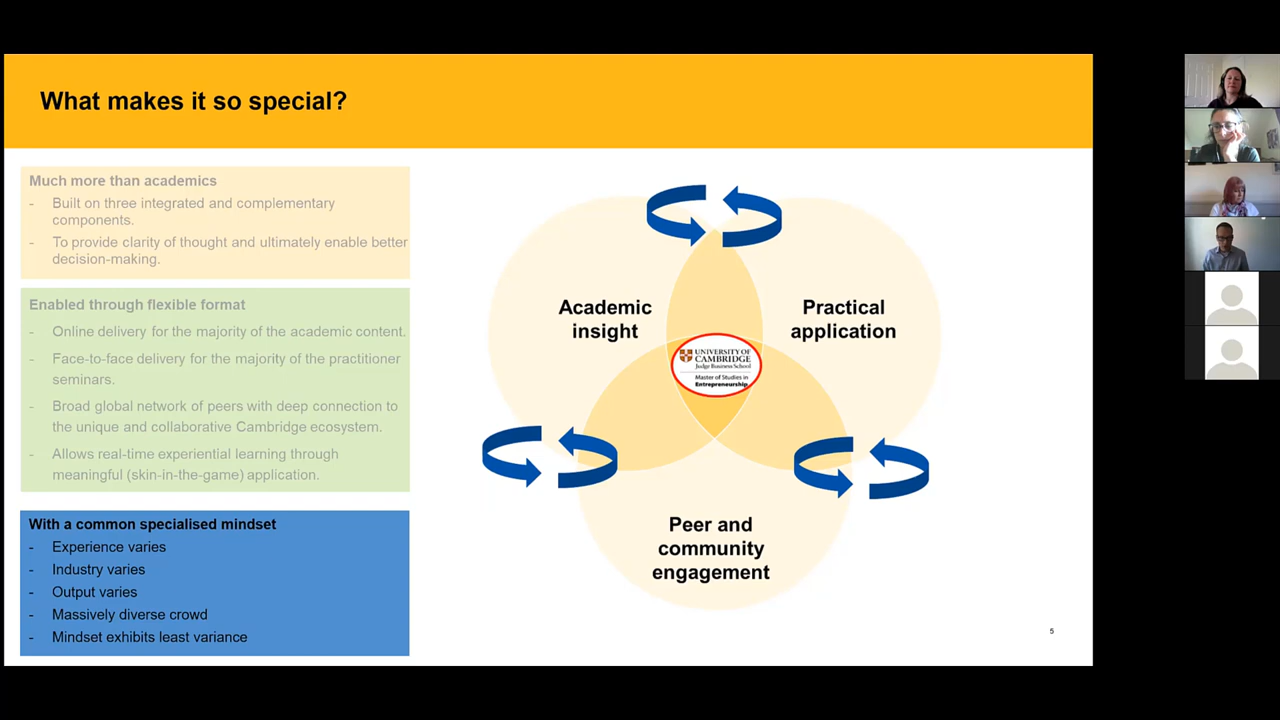 What makes it so special?
Much more than academics
- Built on three integrated and complementary
components.
- To provide clarity of thought and ultimately enable better
decision-making.
Enabled through flexible format
- Online delivery for the majority of the academic content.
- Face-to-face delivery for the majority of the practitioner
seminars.
- Broad global network of peers with deep connection to
the unique and collaborative Cambridge ecosystem.
- Allows real-time experiential learning through
meaningful (skin-in-the-game) application.
With a common specialised mindset
- Experience varies
- Industry varies
- Output varies
- Massively diverse crowd
- Mindset exhibits least variance
Academic
insight
Practical
application
UNIVERSITY OF
CAMBRIDGE
Judge Business School
Master of Studies in
Entrepreneurship
Peer and
community
engagement
5